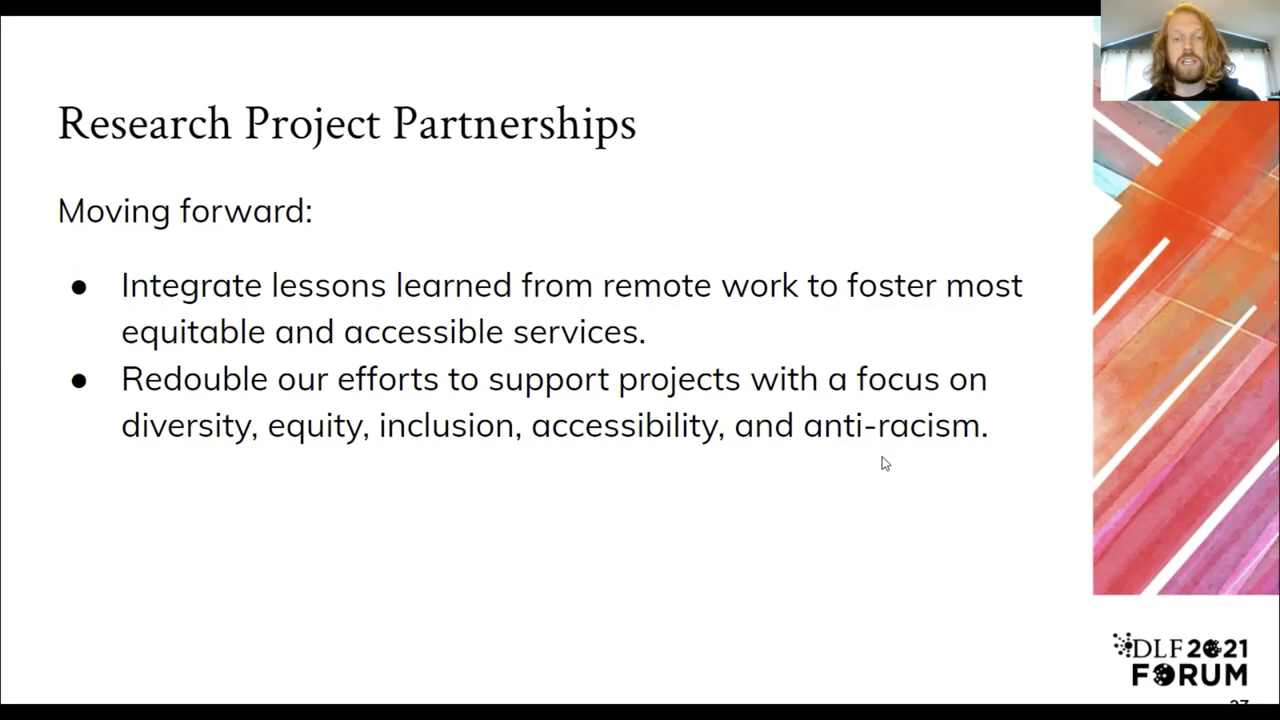 Research Project Partnerships
Moving forward:
● Integrate lessons learned from remote work to foster most
equitable and accessible services.
● Redouble our efforts to support projects with a focus on
diversity, equity, inclusion, accessibility, and anti-racism.
DLF 2021
FORUM